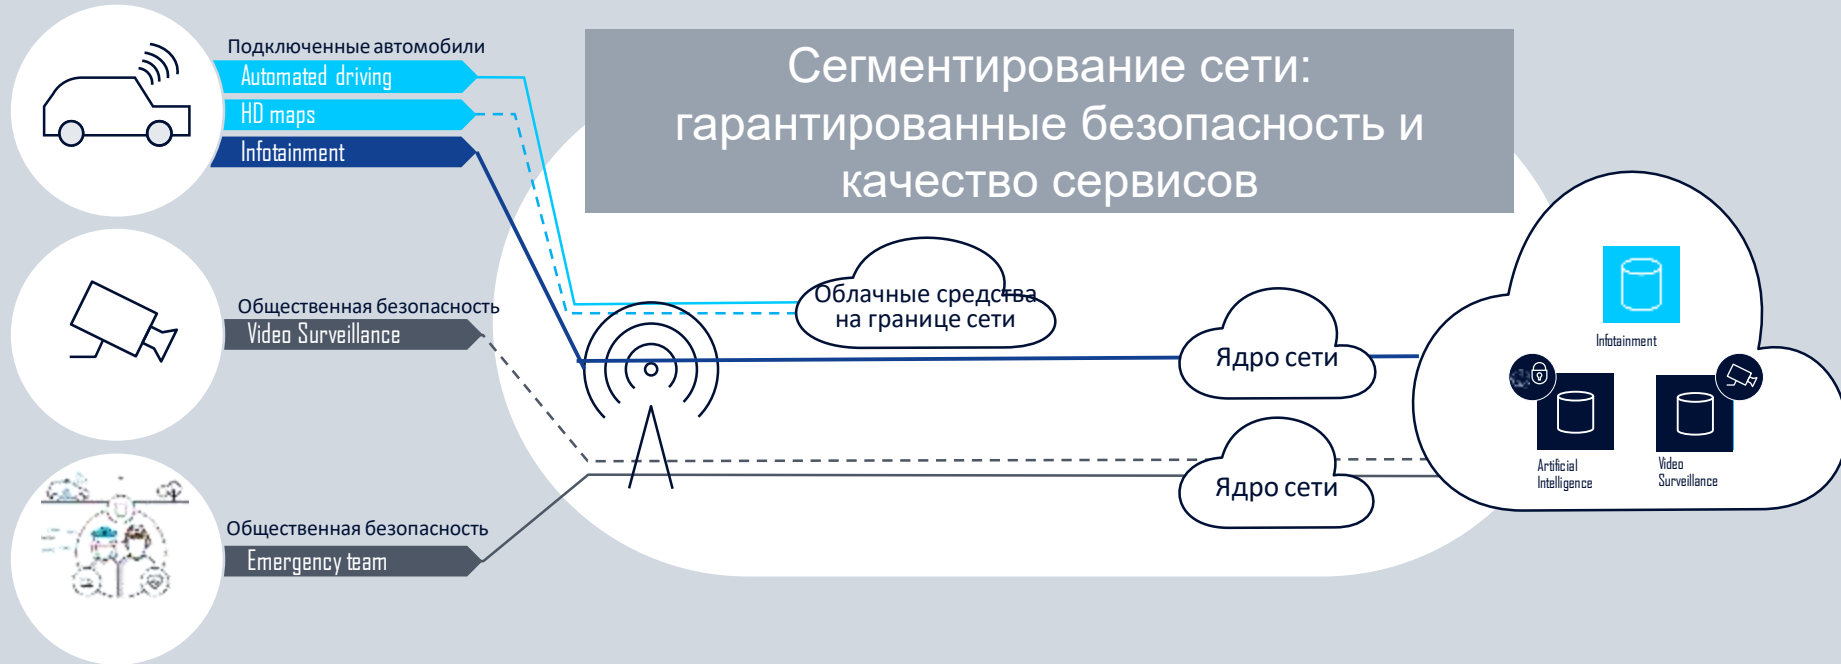 Сегментирование сети:
гарантированные безопасность и
качество сервисов
Подключенные автомобили
Automated driving
HD maps
Infotainment
Общественная безопасность
Video Surveillance
Общественная безопасность
Emergency team
Облачные средства
на границе сети
Ядро сети
Ядро сети
Infotainment
Artificial
Intelligence
Video
Surveillance